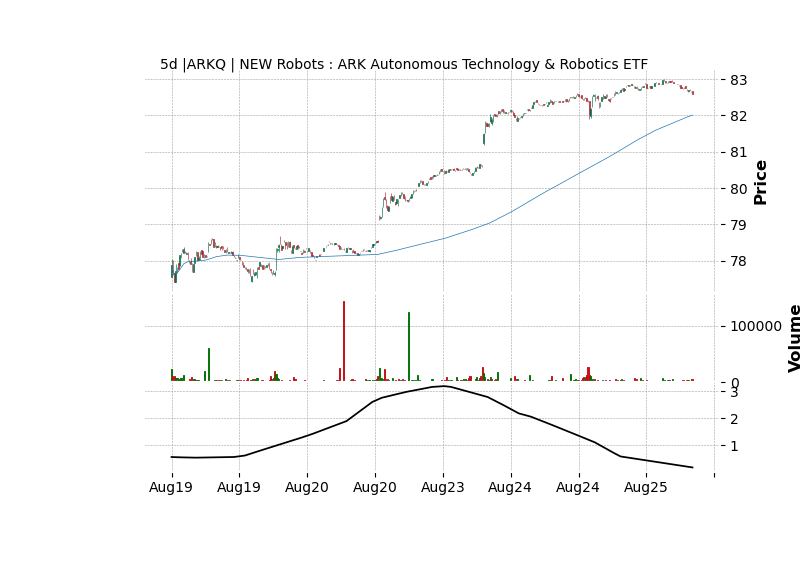 5d |ARKQ | NEW Robots : ARK Autonomous Technology & Robotics ETF
83
82
81
80
79
78
Price
100000
0
Volume
3
2
1
Aug19 Aug19 Aug20 Aug20 Aug23 Aug24 Aug24 Aug25